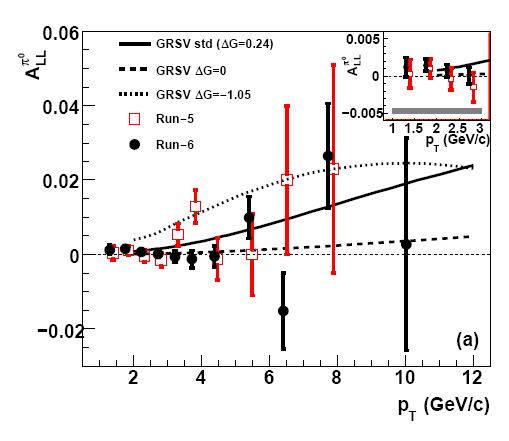 0.06
0.04
0.02
0
−0.02
A_LL^π⁰
GRSV std (ΔG=0.24)
GRSV ΔG=0
GRSV ΔG=−1.05
Run−5
Run−6
0.005
0
−0.005
A_LL^π⁰
1 1.5 2 2.5 3
p_T (GeV/c)
(a)
2 4 6 8 10 12
p_T (GeV/c)